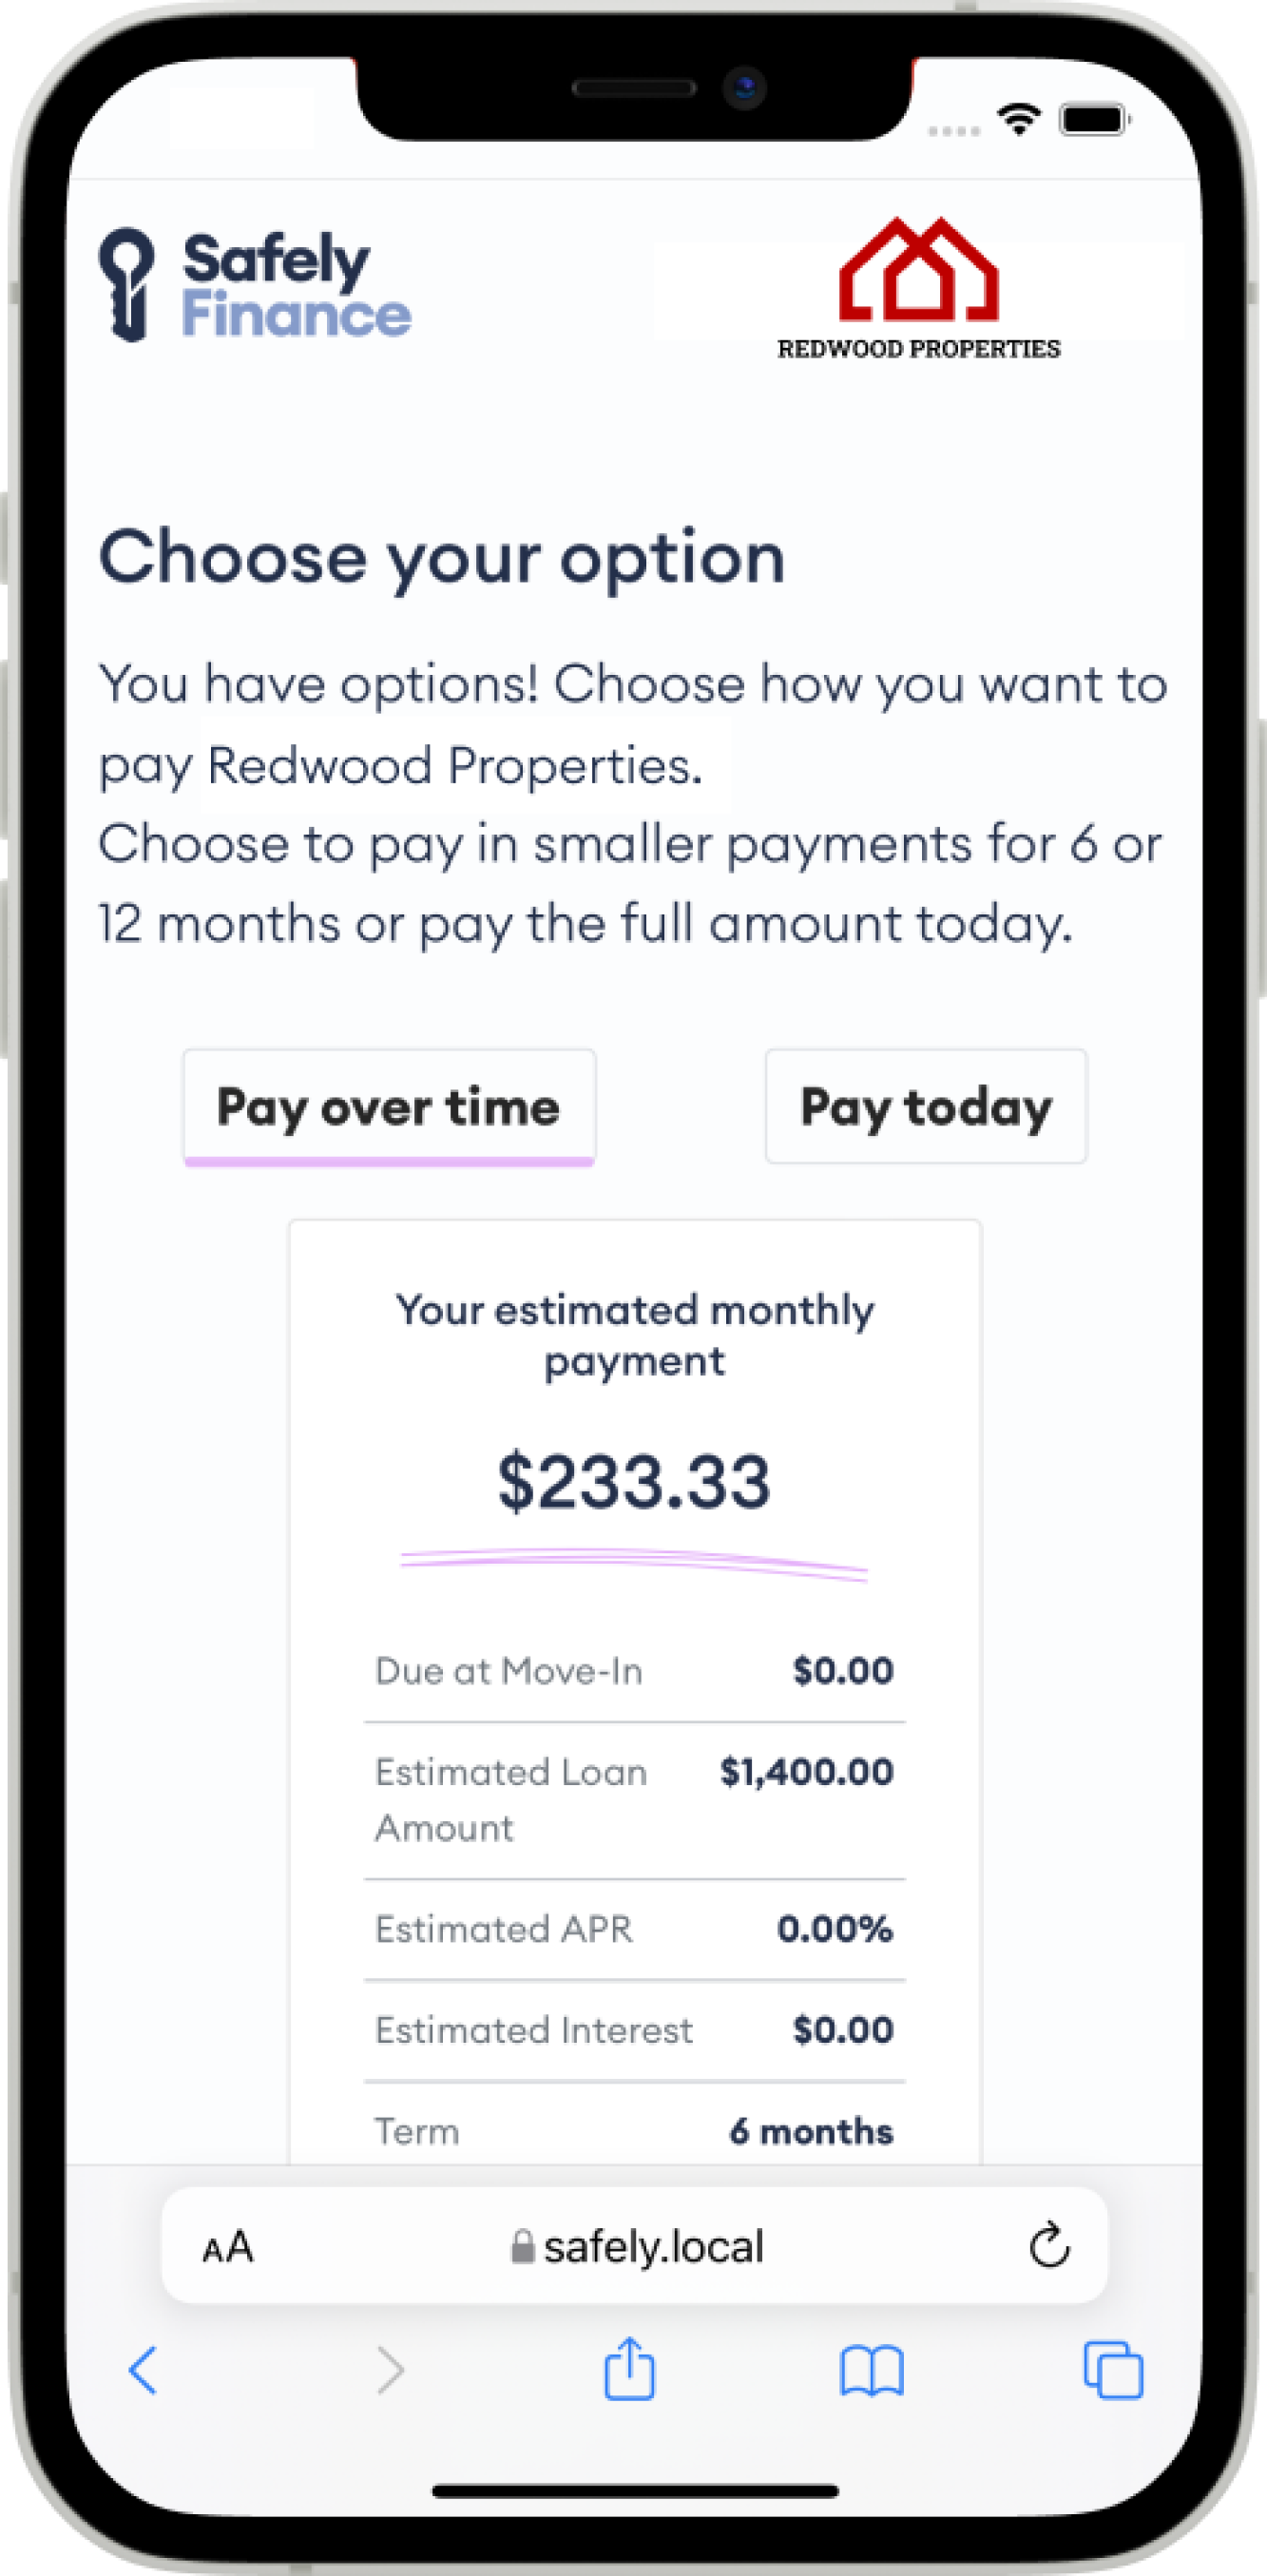 Safely
Finance
REDWOOD PROPERTIES
Choose your option
You have options! Choose how you want to
pay Redwood Properties.
Choose to pay in smaller payments for 6 or
12 months or pay the full amount today.
Pay over time
Pay today
Your estimated monthly
payment
$233.33
Due at Move-In $0.00
Estimated Loan $1,400.00
Amount
Estimated APR 0.00%
Estimated Interest $0.00
Term 6 months
AA safely.local